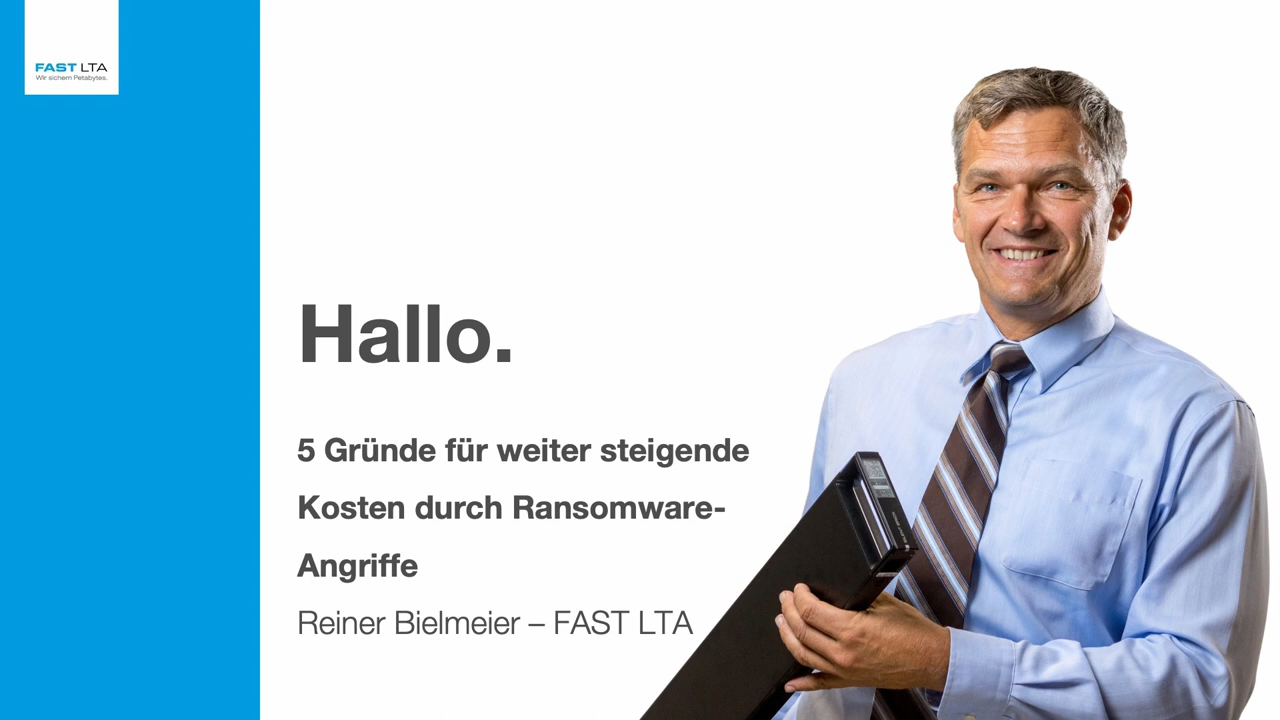 FAST LTA
Wir sichern Petabytes.
Hallo.
5 Gründe für weiter steigende
Kosten durch Ransomware-
Angriffe
Reiner Bielmeier – FAST LTA